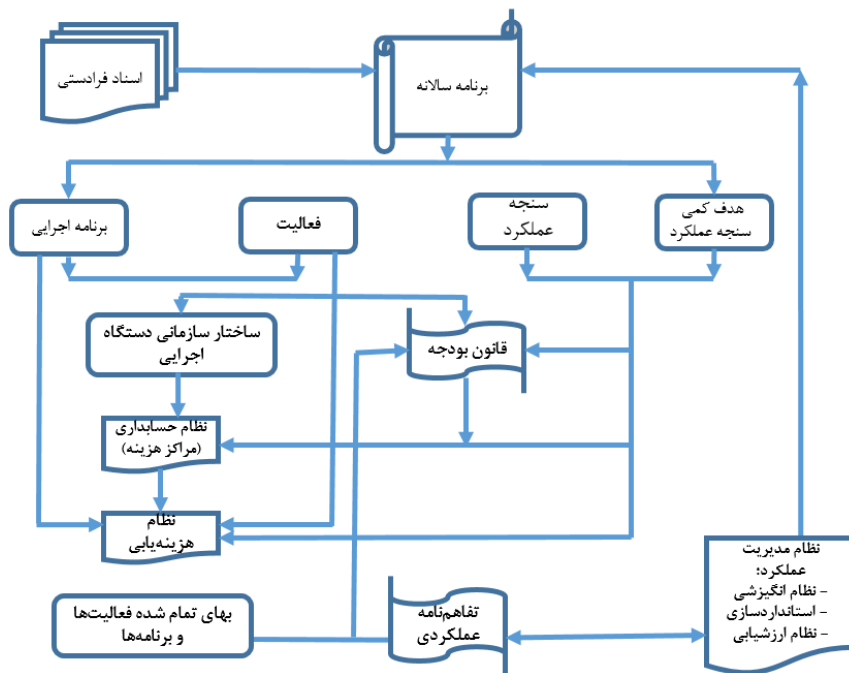 اسناد فرادستی
برنامه سالانه
برنامه اجرایی
فعالیت
سنجه
عملکرد
هدف کمی
سنجه عملکرد
ساختار سازمانی دستگاه
اجرایی
قانون بودجه
نظام حسابداری
(مراکز هزینه)
نظام
هزینه‌یابی
بهای تمام شده فعالیت‌ها
و برنامه‌ها
تفاهم‌نامه
عملکردی
نظام مدیریت
عملکرد؛
- نظام انگیزشی
- استانداردسازی
- نظام ارزشیابی